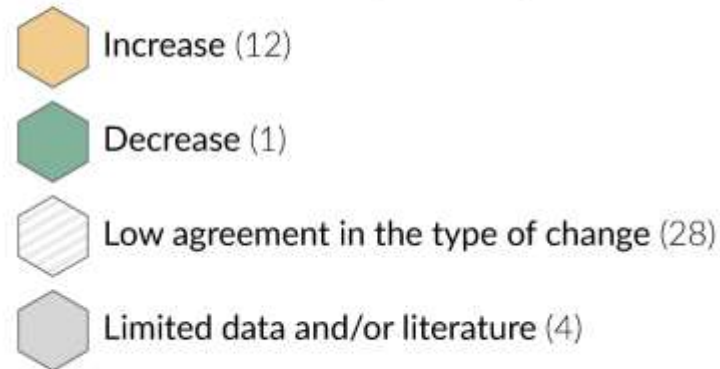 Increase (12)
Decrease (1)
Low agreement in the type of change (28)
Limited data and/or literature (4)